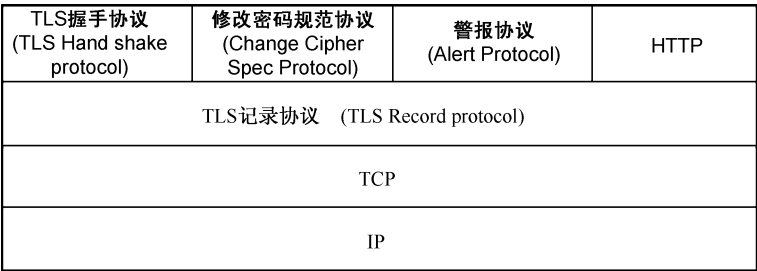 TLS握手协议
(TLS Hand shake
protocol)
修改密码规范协议
(Change Cipher
Spec Protocol)
警报协议
(Alert Protocol)
HTTP
TLS记录协议 (TLS Record protocol)
TCP
IP